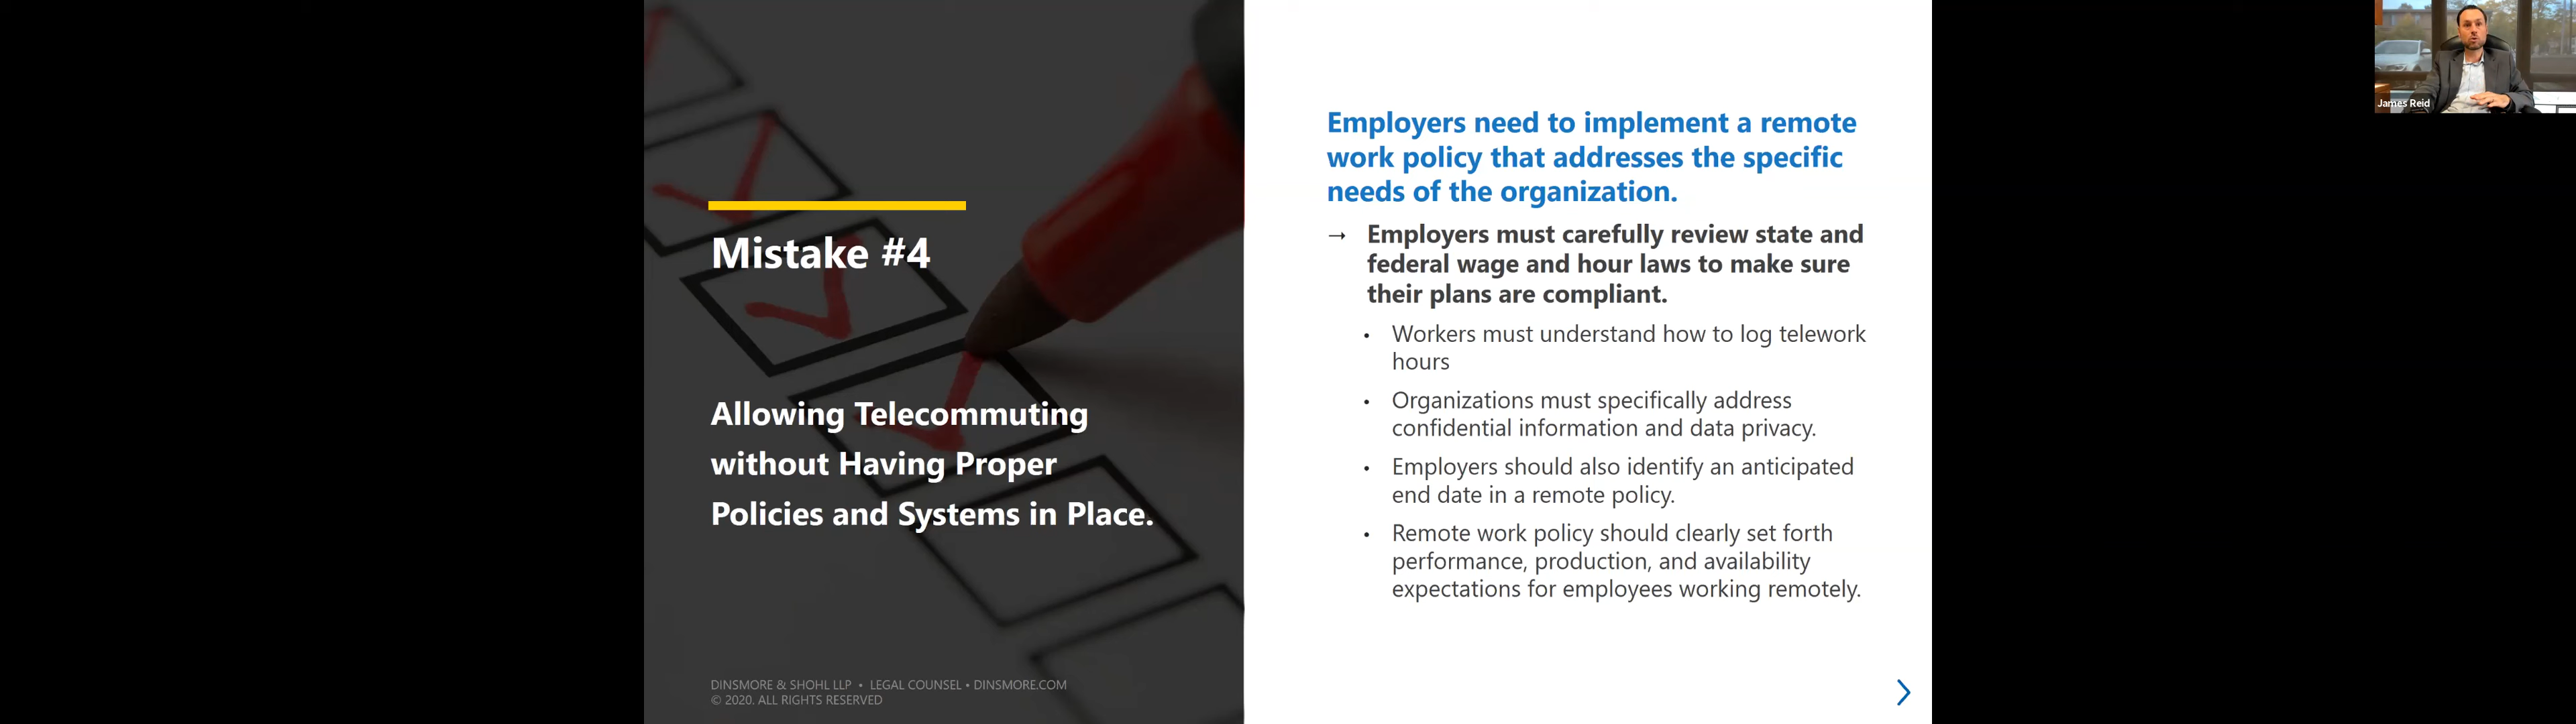 Mistake #4
Allowing Telecommuting
without Having Proper
Policies and Systems in Place.
DINSMORE & SHOHL LLP • LEGAL COUNSEL • DINSMORE.COM
© 2020. ALL RIGHTS RESERVED
Employers need to implement a remote
work policy that addresses the specific
needs of the organization.
→ Employers must carefully review state and
federal wage and hour laws to make sure
their plans are compliant.
• Workers must understand how to log telework
hours
• Organizations must specifically address
confidential information and data privacy.
• Employers should also identify an anticipated
end date in a remote policy.
• Remote work policy should clearly set forth
performance, production, and availability
expectations for employees working remotely.
James Reid